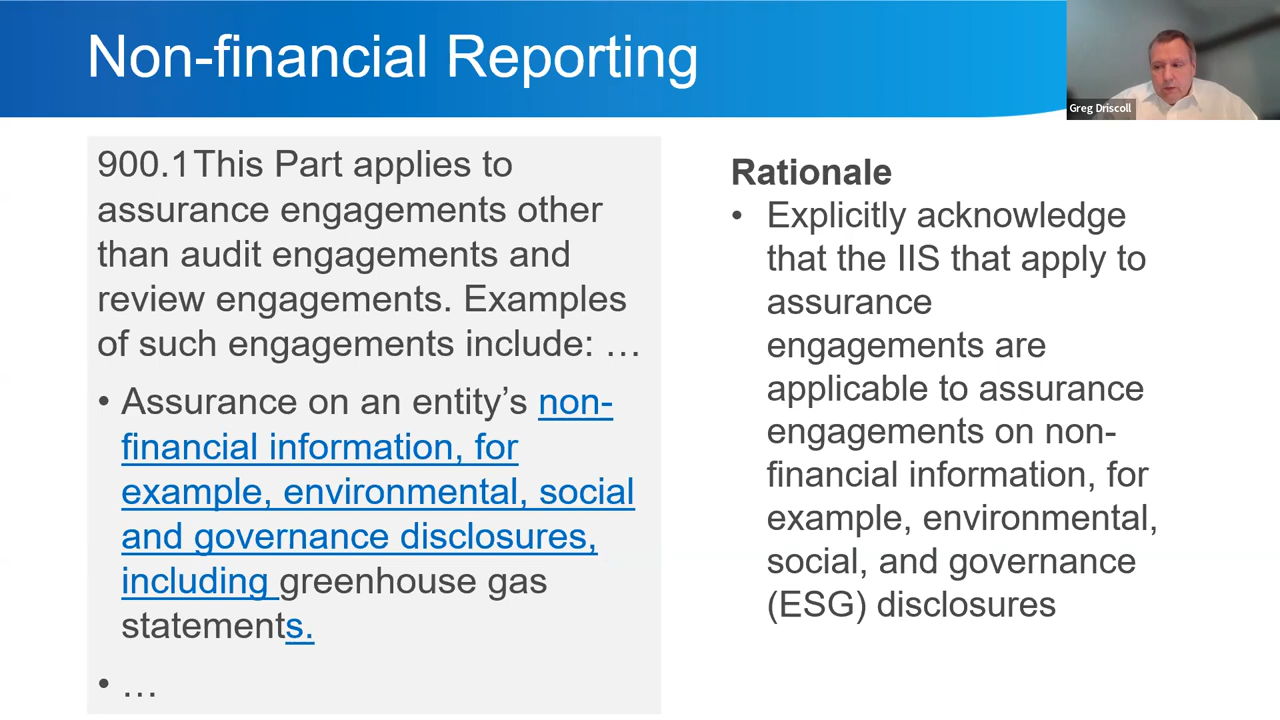 Non-financial Reporting
Greg Driscoll
900.1 This Part applies to
assurance engagements other
than audit engagements and
review engagements. Examples
of such engagements include: …
• Assurance on an entity’s non-
financial information, for
example, environmental, social
and governance disclosures,
including greenhouse gas
statements.
• …
Rationale
• Explicitly acknowledge
that the IIS that apply to
assurance
engagements are
applicable to assurance
engagements on non-
financial information, for
example, environmental,
social, and governance
(ESG) disclosures